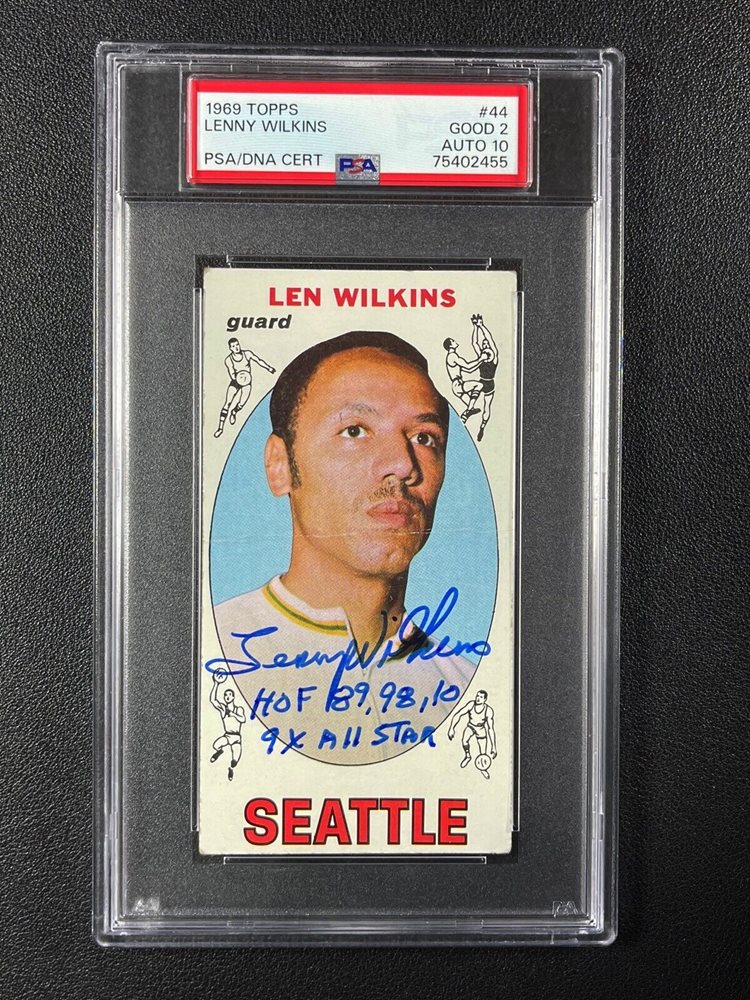 1969 TOPPS #44
LENNY WILKINS GOOD 2
AUTO 10
PSA/DNA CERT PSA 75402455
LEN WILKINS
guard
Lenny Wilkens
HOF 89, 98, 10
9X All STAR
SEATTLE